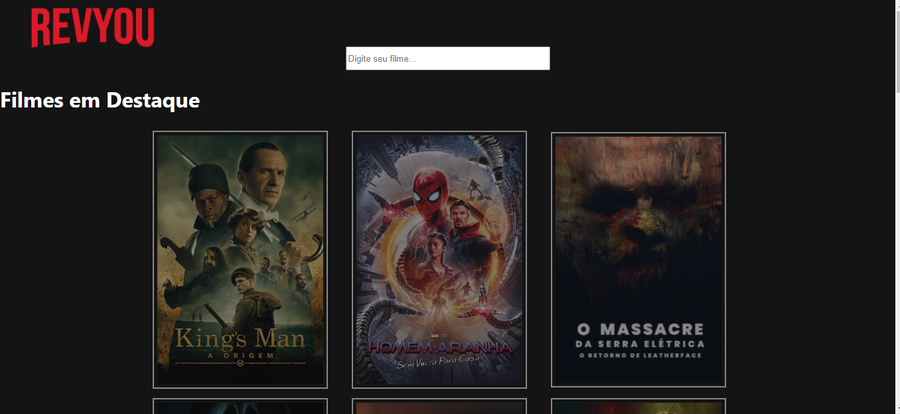 REVYOU
Digite seu filme...
Filmes em Destaque
King's Man
A ORIGEM
HOMEM-ARANHA
Sem Volta Para Casa
O MASSACRE
DA SERRA ELÉTRICA
O RETORNO DE LEATHERFACE